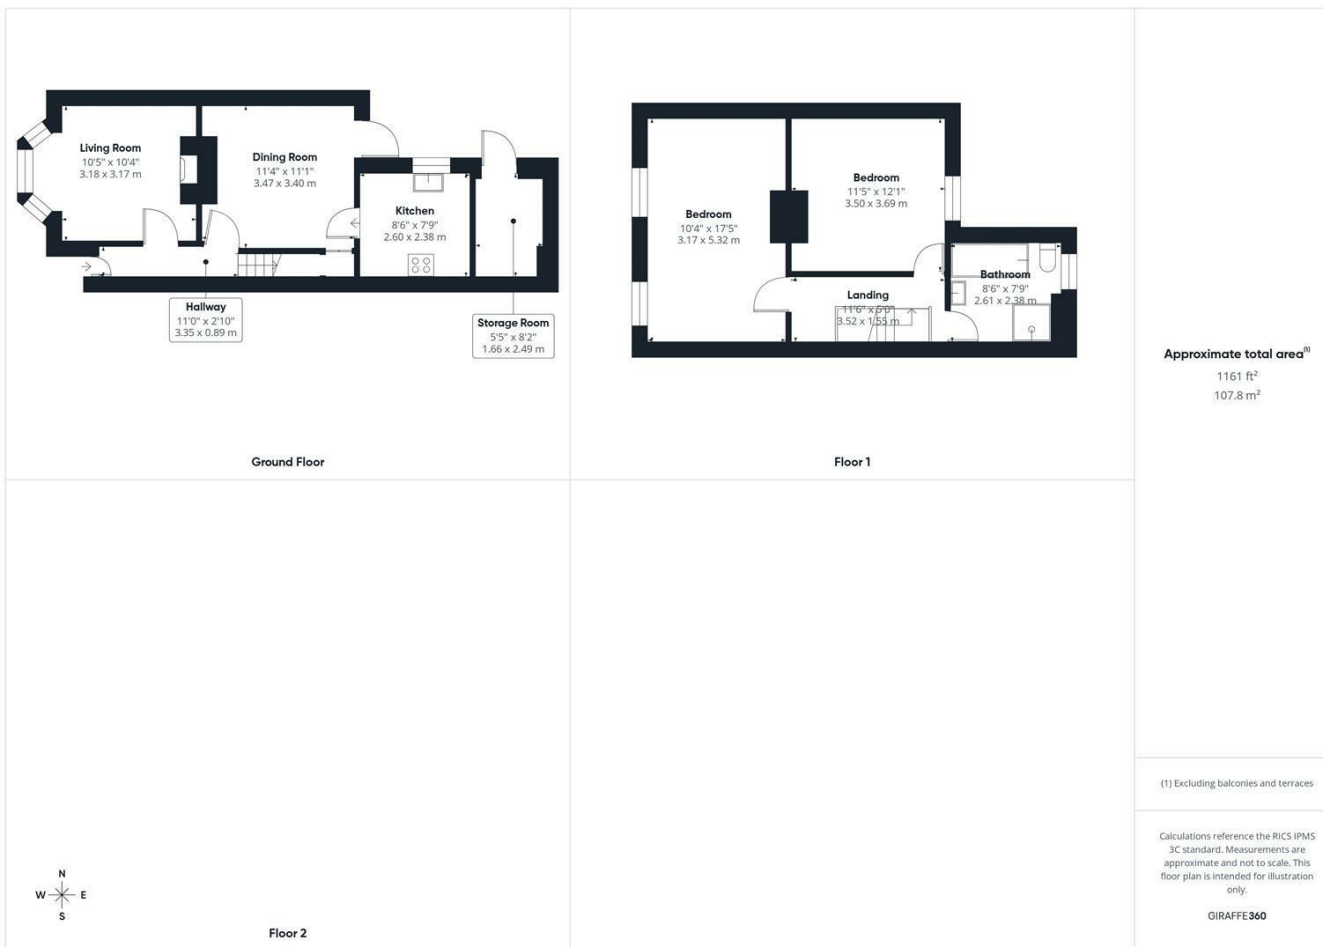 Living Room
10'5" x 10'4"
3.18 x 3.17 m
Dining Room
11'4" x 11'1"
3.47 x 3.40 m
Kitchen
8'6" x 7'9"
2.60 x 2.38 m
Hallway
11'0" x 2'10"
3.35 x 0.89 m
Storage Room
5'5" x 8'2"
1.66 x 2.49 m
Ground Floor
Bedroom
10'4" x 17'5"
3.17 x 5.32 m
Bedroom
11'5" x 12'1"
3.50 x 3.69 m
Landing
11'6" x 5'0"
3.52 x 1.55 m
Bathroom
8'6" x 7'9"
2.61 x 2.38 m
Floor 1
N
W E
S
Floor 2
Approximate total area(1)
1161 ft²
107.8 m²
(1) Excluding balconies and terraces
Calculations reference the RICS IPMS
3C standard. Measurements are
approximate and not to scale. This
floor plan is intended for illustration
only.
GIRAFFE360